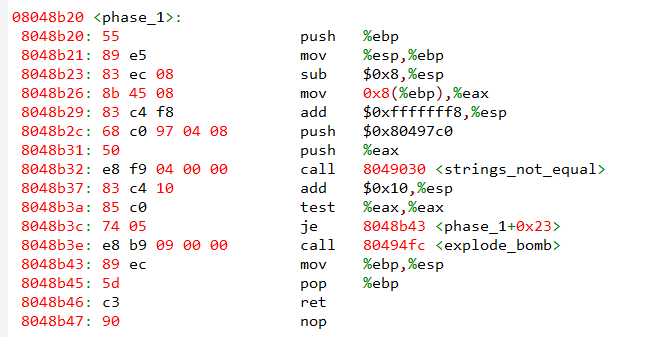 08048b20 <phase_1>:
8048b20: 55 push %ebp
8048b21: 89 e5 mov %esp,%ebp
8048b23: 83 ec 08 sub $0x8,%esp
8048b26: 8b 45 08 mov 0x8(%ebp),%eax
8048b29: 83 c4 f8 add $0xfffffff8,%esp
8048b2c: 68 c0 97 04 08 push $0x80497c0
8048b31: 50 push %eax
8048b32: e8 f9 04 00 00 call 8049030 <strings_not_equal>
8048b37: 83 c4 10 add $0x10,%esp
8048b3a: 85 c0 test %eax,%eax
8048b3c: 74 05 je 8048b43 <phase_1+0x23>
8048b3e: e8 b9 09 00 00 call 80494fc <explode_bomb>
8048b43: 89 ec mov %ebp,%esp
8048b45: 5d pop %ebp
8048b46: c3 ret
8048b47: 90 nop